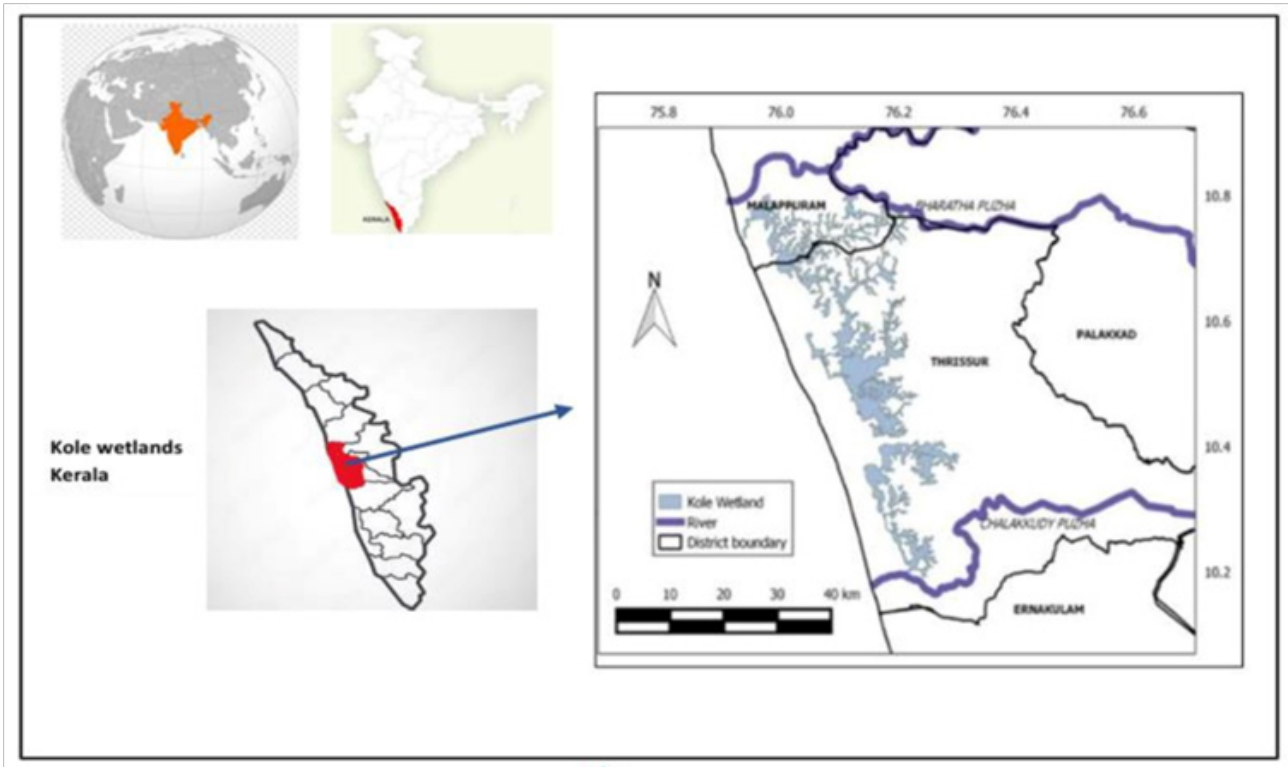 KERALA
Kole wetlands
Kerala
75.8 76.0 76.2 76.4 76.6
10.8
10.6
10.4
10.2
MALAPPURAM
BHARATHA PUZHA
N
PALAKKAD
THRISSUR
Kole Wetland
River
District boundary
CHALAKKUDY PUZHA
0 10 20 30 40 km
ERNAKULAM